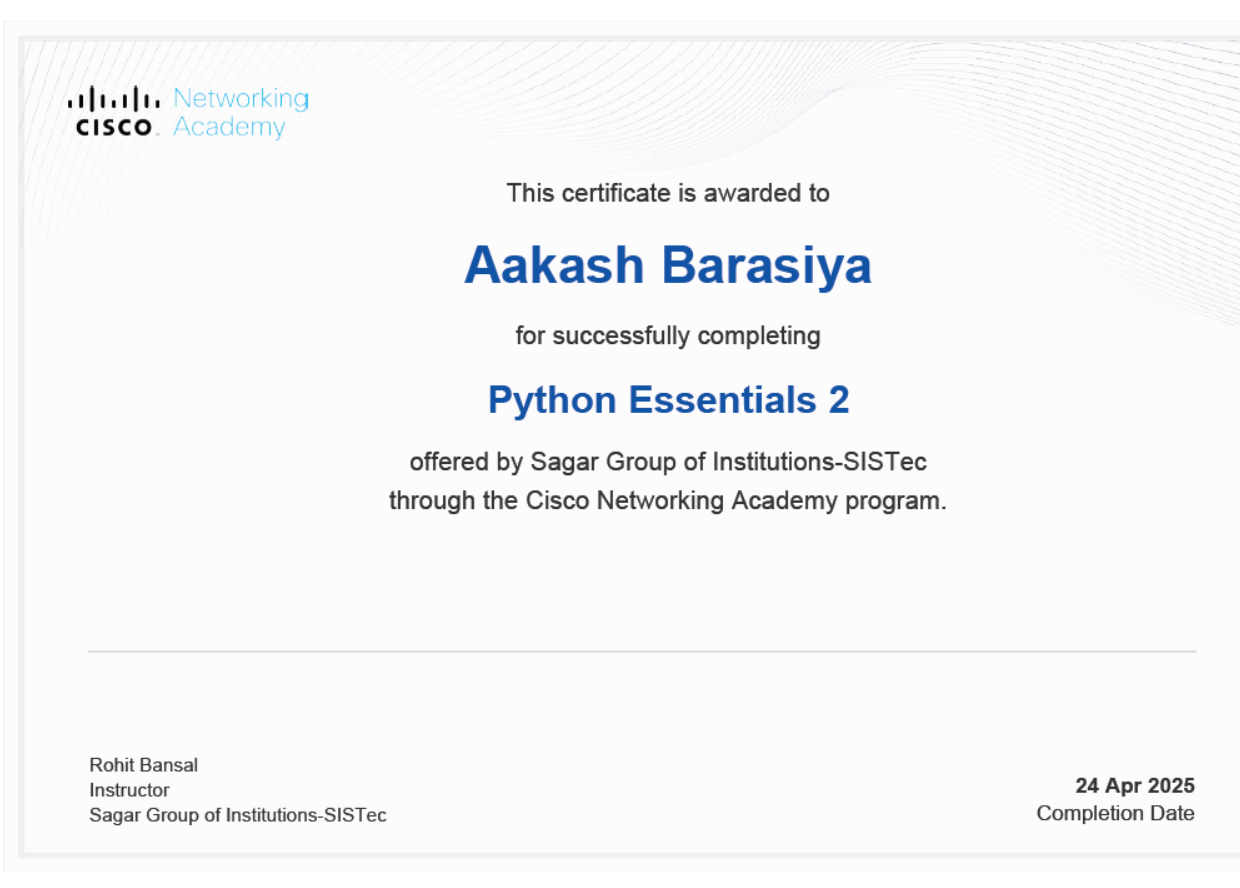 Networking
CISCO. Academy
This certificate is awarded to
Aakash Barasiya
for successfully completing
Python Essentials 2
offered by Sagar Group of Institutions-SISTec
through the Cisco Networking Academy program.
Rohit Bansal
Instructor
Sagar Group of Institutions-SISTec
24 Apr 2025
Completion Date